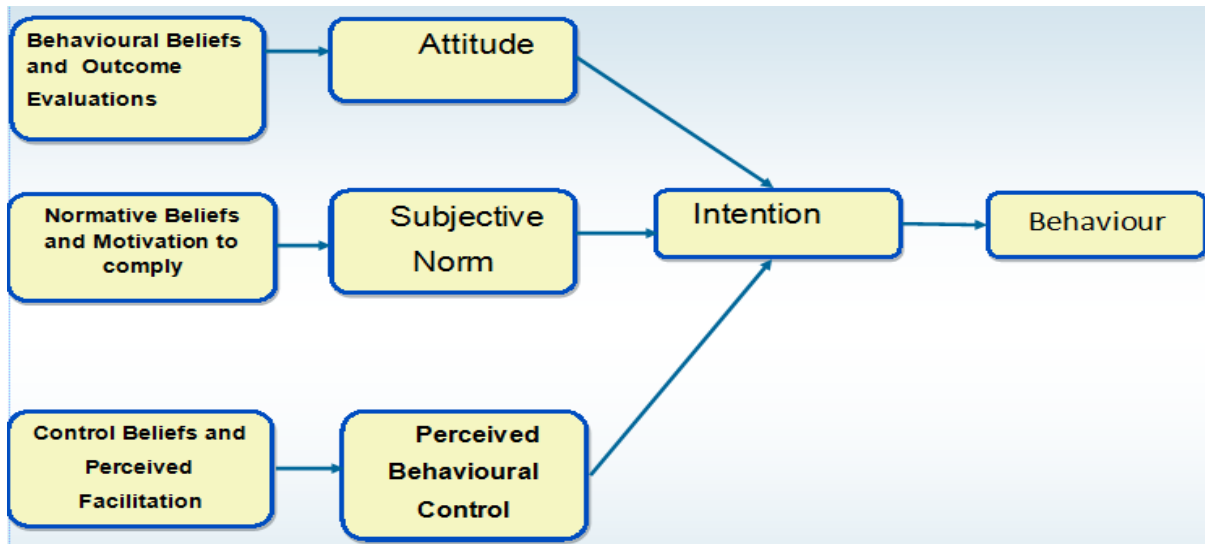 Behavioural Beliefs
and Outcome
Evaluations
Attitude
Normative Beliefs
and Motivation to
comply
Subjective
Norm
Intention
Behaviour
Control Beliefs and
Perceived
Facilitation
Perceived
Behavioural
Control